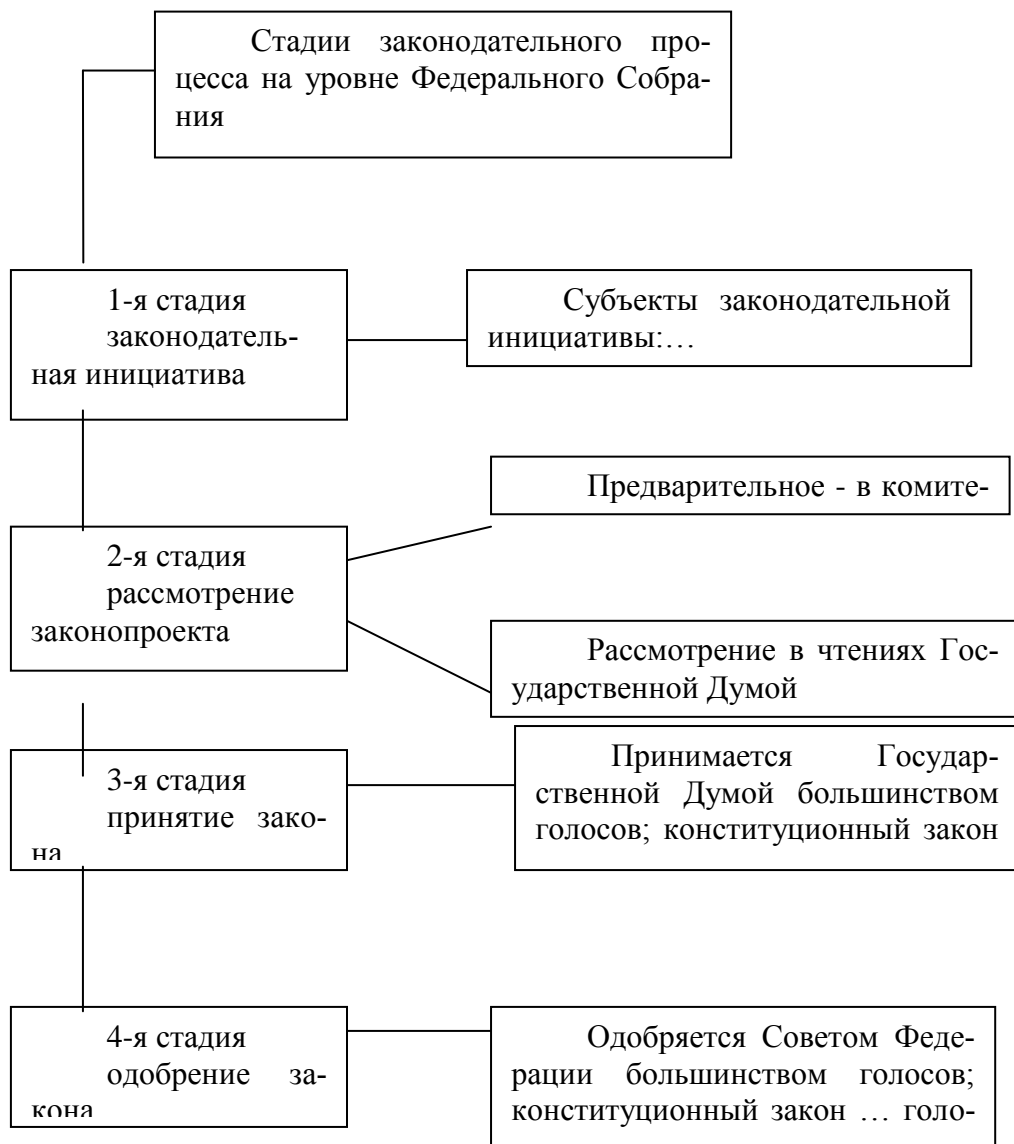 Стадии законодательного про-
цесса на уровне Федерального Собра-
ния
1-я стадия
законодатель-
ная инициатива
Субъекты законодательной
инициативы:…
Предварительное - в комите-
2-я стадия
рассмотрение
законопроекта
Рассмотрение в чтениях Гос-
ударственной Думой
3-я стадия
принятие зако-
на
Принимается Государ-
ственной Думой большинством
голосов; конституционный закон
4-я стадия
одобрение за-
кона
Одобряется Советом Феде-
рации большинством голосов;
конституционный закон … голо-